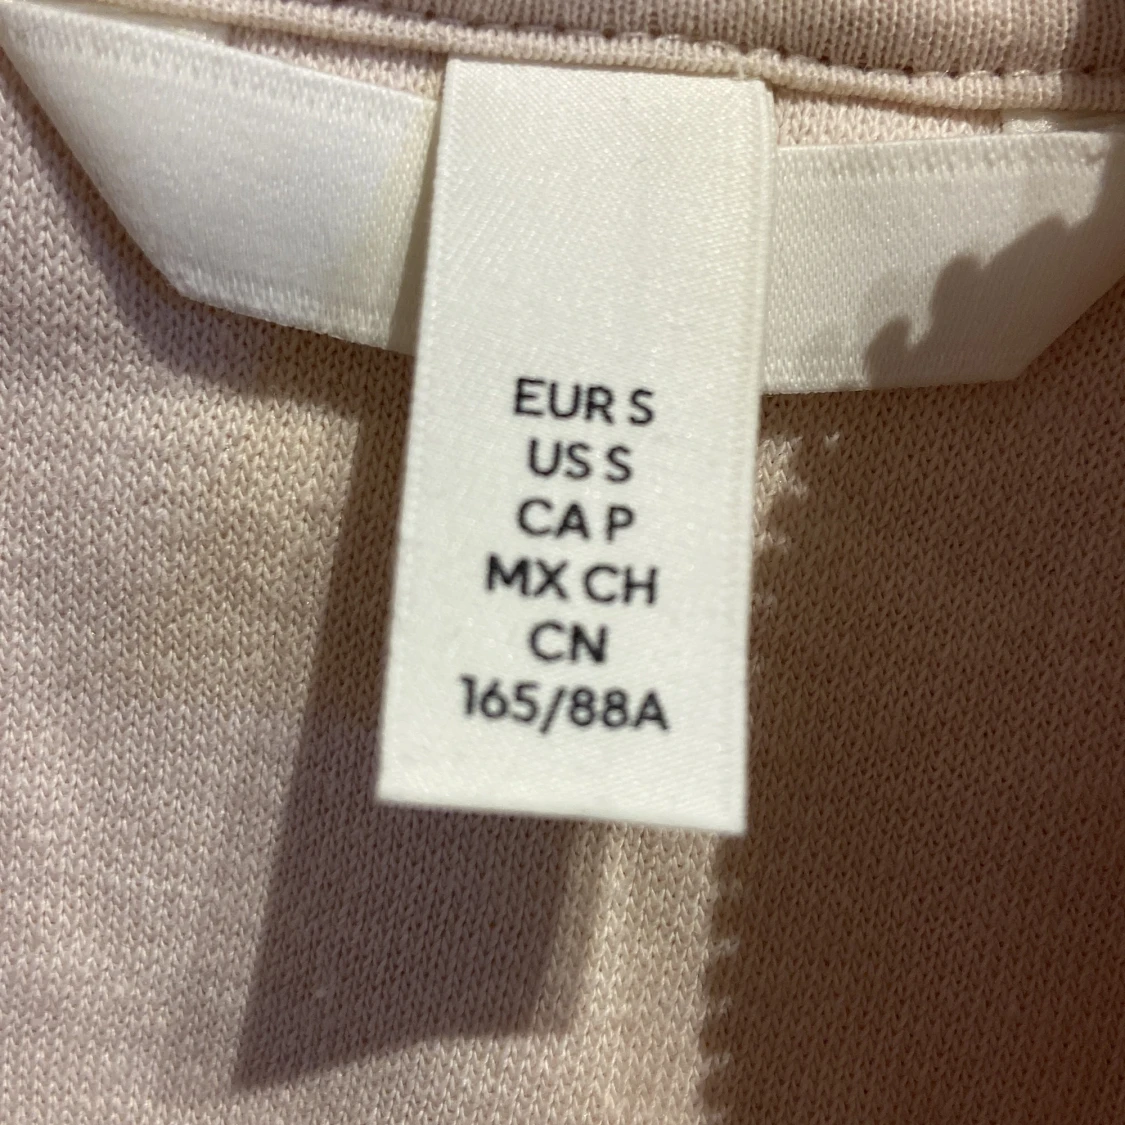 EUR S
US S
CA P
MX CH
CN
165/88A